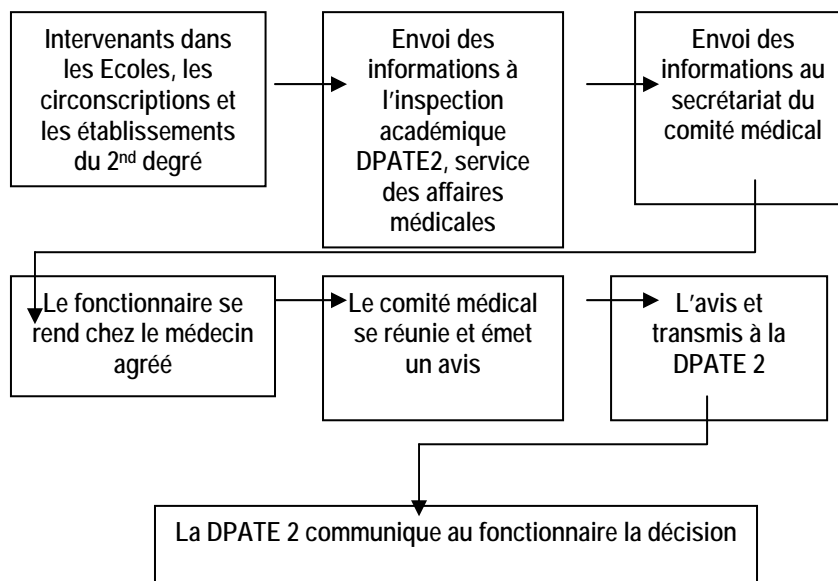 Intervenants dans
les Ecoles, les
circonscriptions et
les établissements
du 2nd degré
Envoi des
informations à
l'inspection
académique
DPATE2, service
des affaires
médicales
Envoi des
informations au
secrétariat du
comité médical
Le fonctionnaire se
rend chez le médecin
agréé
Le comité médical
se réunie et émet
un avis
L'avis et
transmis à la
DPATE 2
La DPATE 2 communique au fonctionnaire la décision